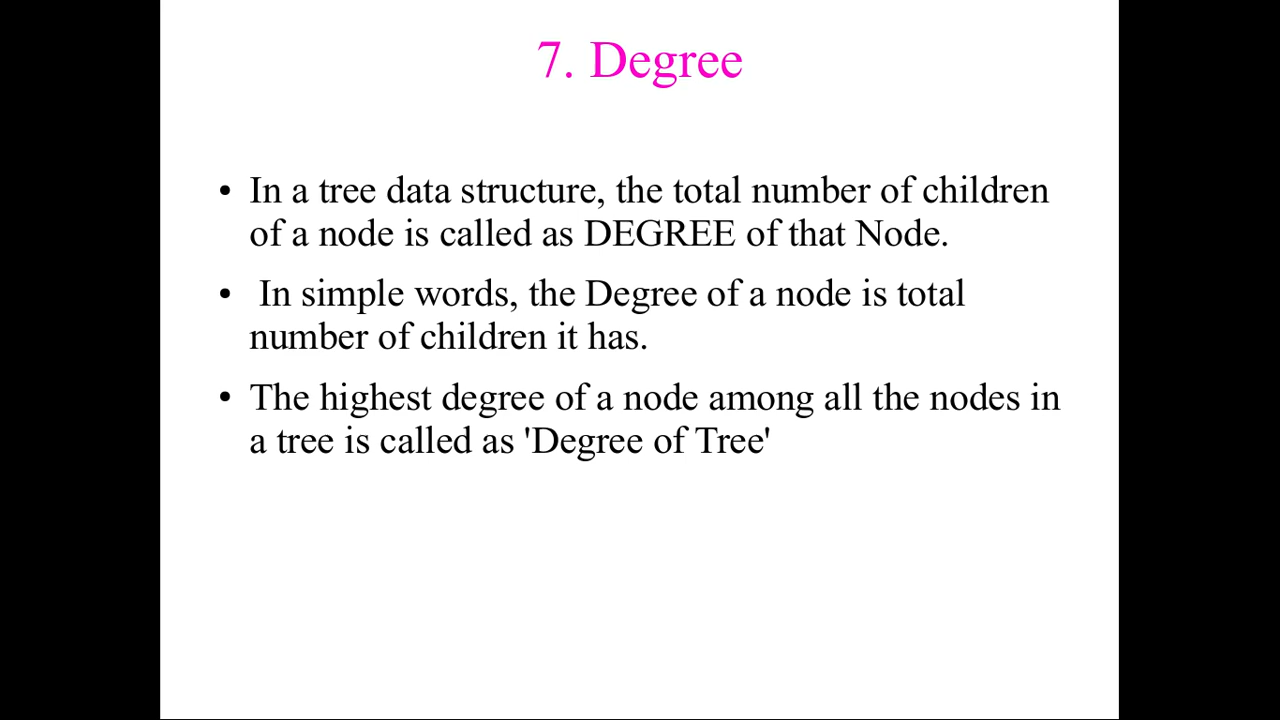 7. Degree
• In a tree data structure, the total number of children
of a node is called as DEGREE of that Node.
• In simple words, the Degree of a node is total
number of children it has.
• The highest degree of a node among all the nodes in
a tree is called as 'Degree of Tree'